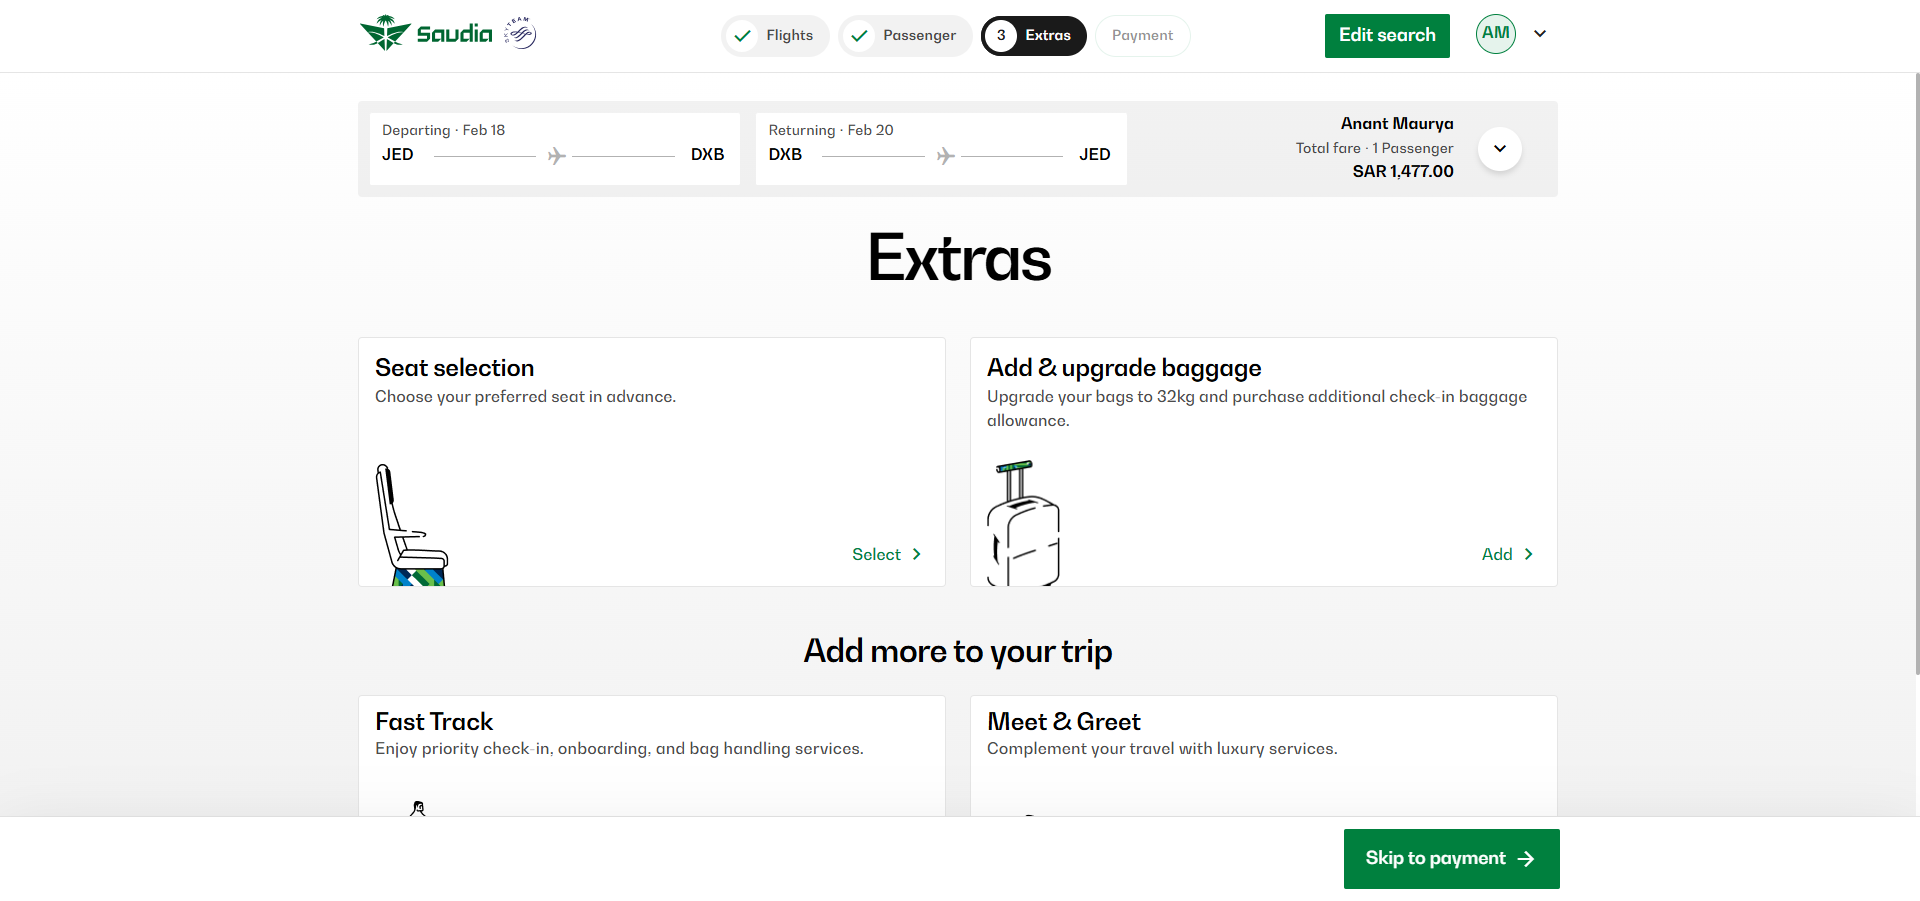 Saudia
SKYTEAM
Flights
Passenger
3 Extras
Payment
Edit search
AM
Departing · Feb 18
JED
DXB
Returning · Feb 20
DXB
JED
Anant Maurya
Total fare · 1 Passenger
SAR 1,477.00
Extras
Seat selection
Choose your preferred seat in advance.
Select
Add & upgrade baggage
Upgrade your bags to 32kg and purchase additional check-in baggage
allowance.
Add
Add more to your trip
Fast Track
Enjoy priority check-in, onboarding, and bag handling services.
Meet & Greet
Complement your travel with luxury services.
Skip to payment